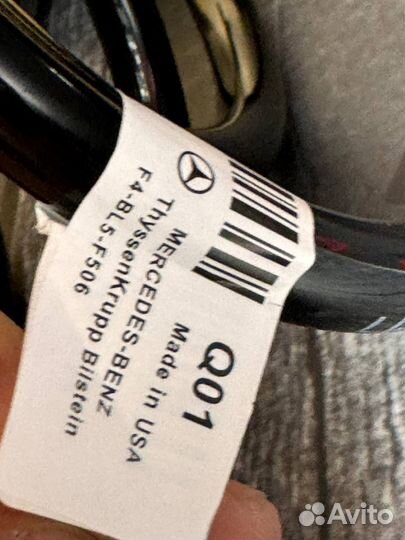 MERCEDES-BENZ
ThyssenKrupp Bilstein
F4-BL5-F506
Q01
Made in USA
Avito